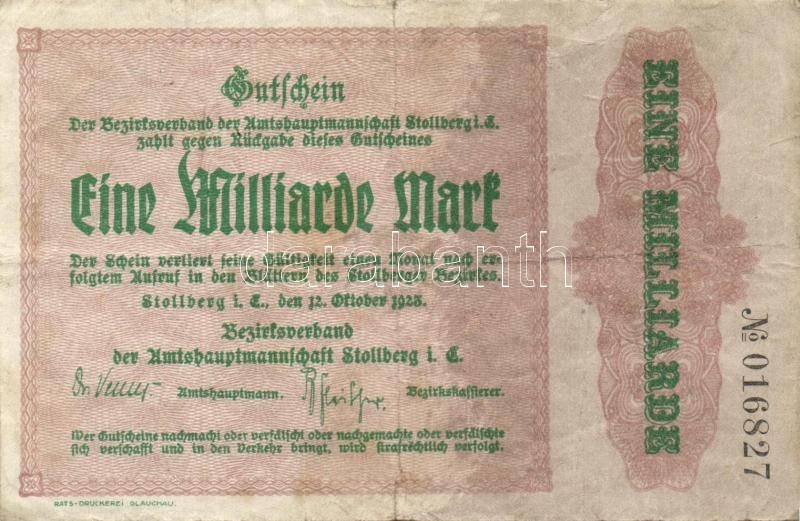 Gutschein
Der Bezirksverband der Amtshauptmannschaft Stollberg i. E.
zahlt gegen Rückgabe dieses Gutscheines
Eine Milliarde Mark
Der Schein verliert seine Gültigkeit einen Monat nach er-
folgtem Aufruf in den Blättern des Stollberger Bezirkes.
Stollberg i. E., den 12. Oktober 1923.
Bezirksverband
der Amtshauptmannschaft Stollberg i. E.
Amtshauptmann.
Bezirkskassierer.
Wer Gutscheine nachmacht oder verfälscht oder nachgemachte oder verfälschte
sich verschafft und in den Verkehr bringt, wird strafrechtlich verfolgt.
RATS-DRUCKEREI GLAUCHAU.
EINE MILLIARDE
№ 016827
darabanth